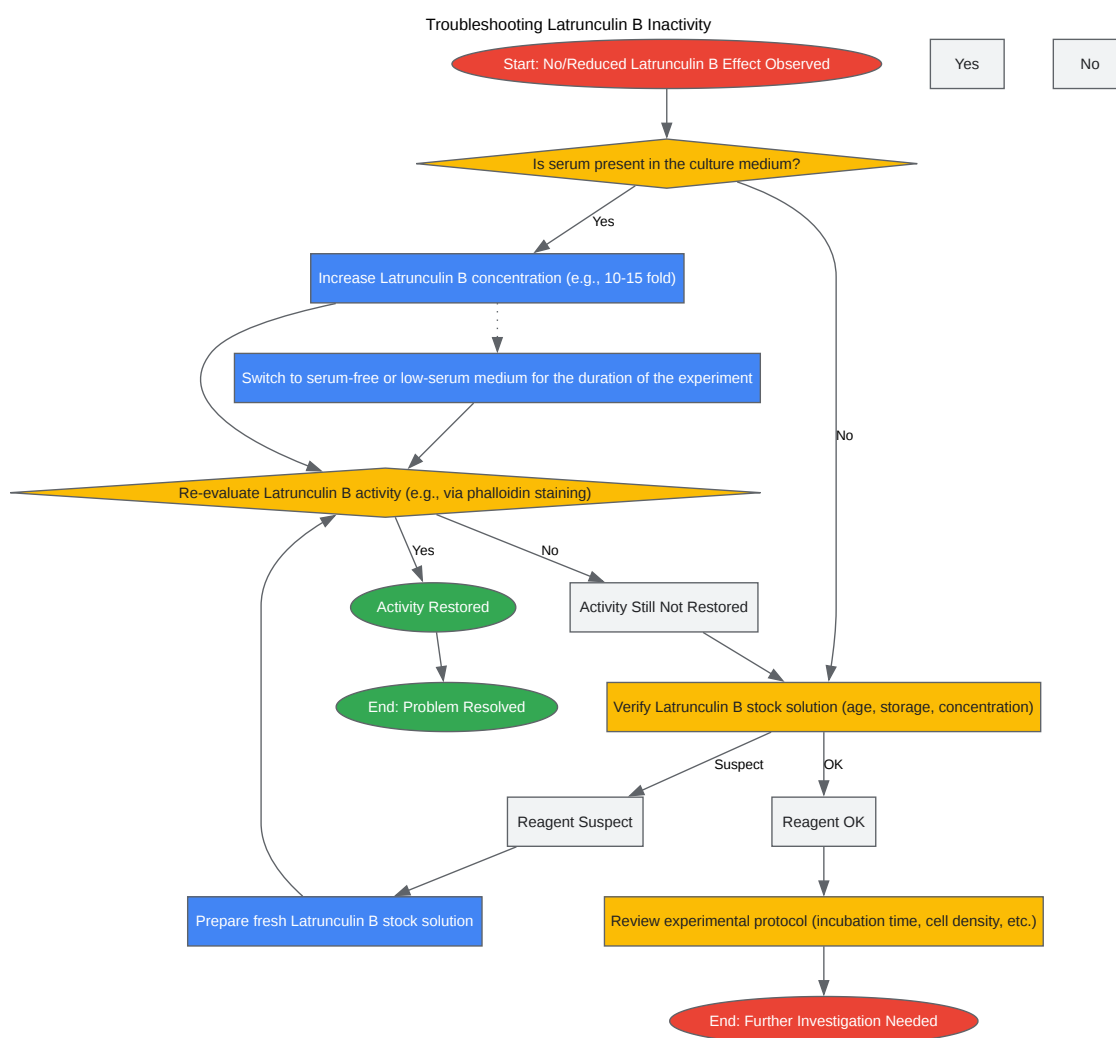 Troubleshooting Latrunculin B Inactivity
Start: No/Reduced Latrunculin B Effect Observed
Yes
No
Is serum present in the culture medium?
Yes
Increase Latrunculin B concentration (e.g., 10-15 fold)
Switch to serum-free or low-serum medium for the duration of the experiment
No
Re-evaluate Latrunculin B activity (e.g., via phalloidin staining)
Yes
No
Activity Restored
Activity Still Not Restored
End: Problem Resolved
Verify Latrunculin B stock solution (age, storage, concentration)
Suspect
OK
Reagent Suspect
Reagent OK
Prepare fresh Latrunculin B stock solution
Review experimental protocol (incubation time, cell density, etc.)
End: Further Investigation Needed